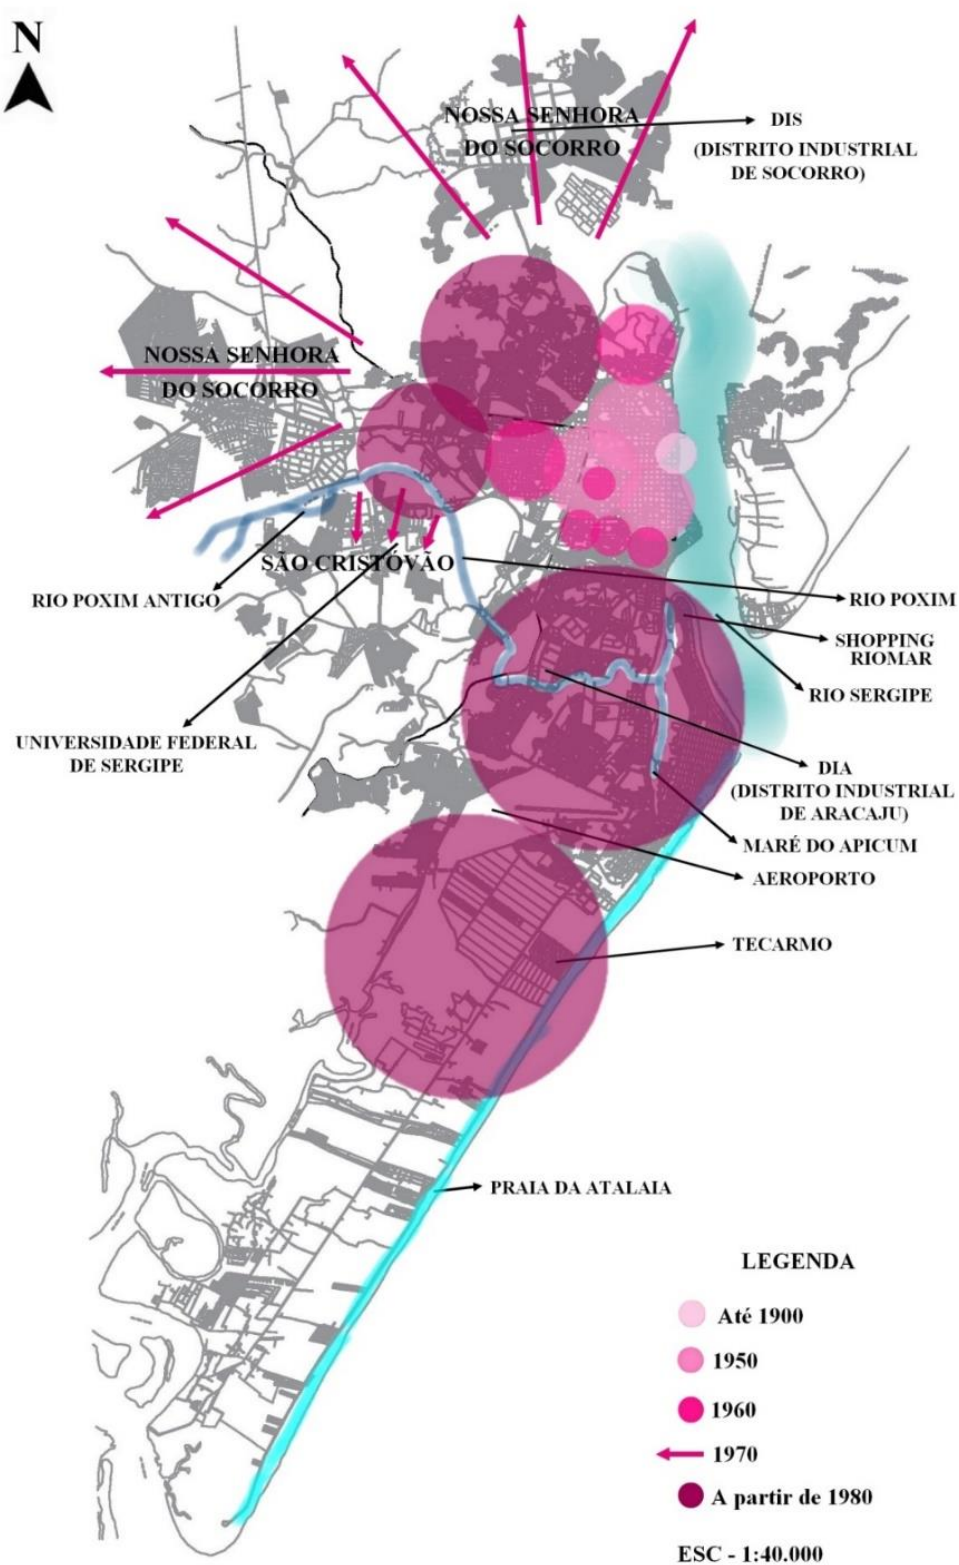 N
NOSSA SENHORA
DO SOCORRO
DIS
(DISTRITO INDUSTRIAL
DE SOCORRO)
NOSSA SENHORA
DO SOCORRO
SÃO CRISTÓVÃO
RIO POXIM ANTIGO
RIO POXIM
SHOPPING
RIOMAR
RIO SERGIPE
UNIVERSIDADE FEDERAL
DE SERGIPE
DIA
(DISTRITO INDUSTRIAL
DE ARACAJU)
MARÉ DO APICUM
AEROPORTO
TECARMO
PRAIA DA ATALAIA
LEGENDA
Até 1900
1950
1960
1970
A partir de 1980
ESC - 1:40.000